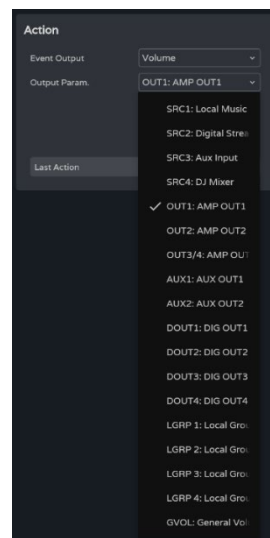 Action
Event Output Volume
Output Param. OUT1: AMP OUT1
SRC1: Local Music
SRC2: Digital Strea
SRC3: Aux Input
SRC4: DJ Mixer
Last Action
OUT1: AMP OUT1
OUT2: AMP OUT2
OUT3/4: AMP OUT
AUX1: AUX OUT1
AUX2: AUX OUT2
DOUT1: DIG OUT1
DOUT2: DIG OUT2
DOUT3: DIG OUT3
DOUT4: DIG OUT4
LGRP 1: Local Grou
LGRP 2: Local Grou
LGRP 3: Local Grou
LGRP 4: Local Grou
GVOL: General Vol